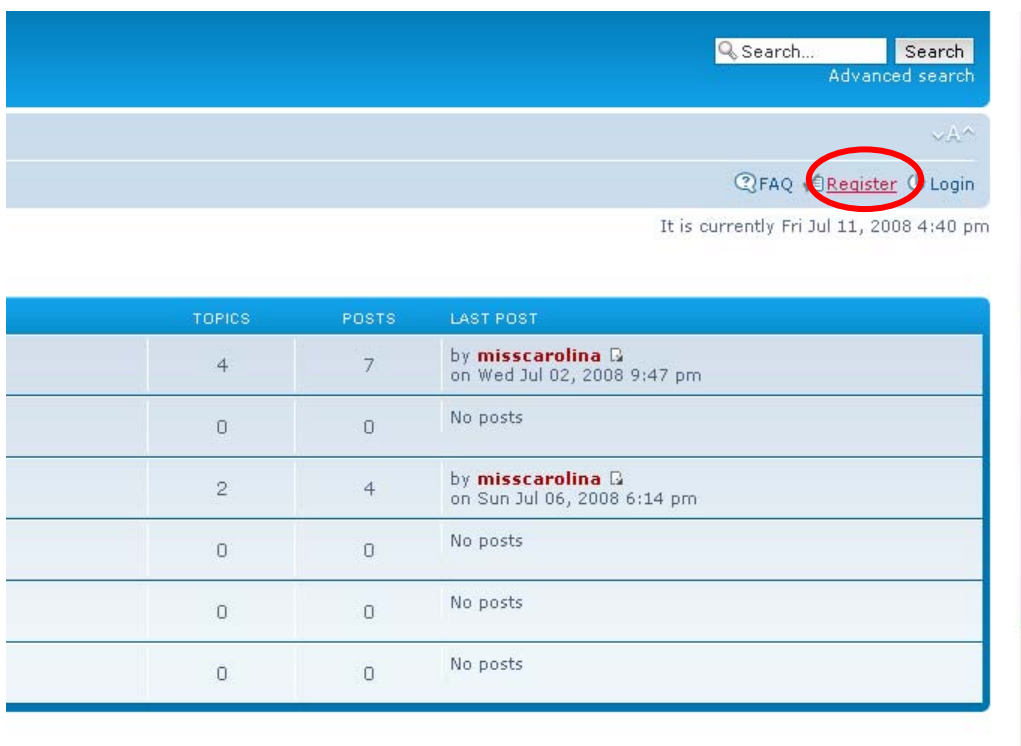 Search... Search
Advanced search
A
FAQ Register Login
It is currently Fri Jul 11, 2008 4:40 pm
TOPICS POSTS LAST POST
4 7 by misscarolina
on Wed Jul 02, 2008 9:47 pm
0 0 No posts
2 4 by misscarolina
on Sun Jul 06, 2008 6:14 pm
0 0 No posts
0 0 No posts
0 0 No posts